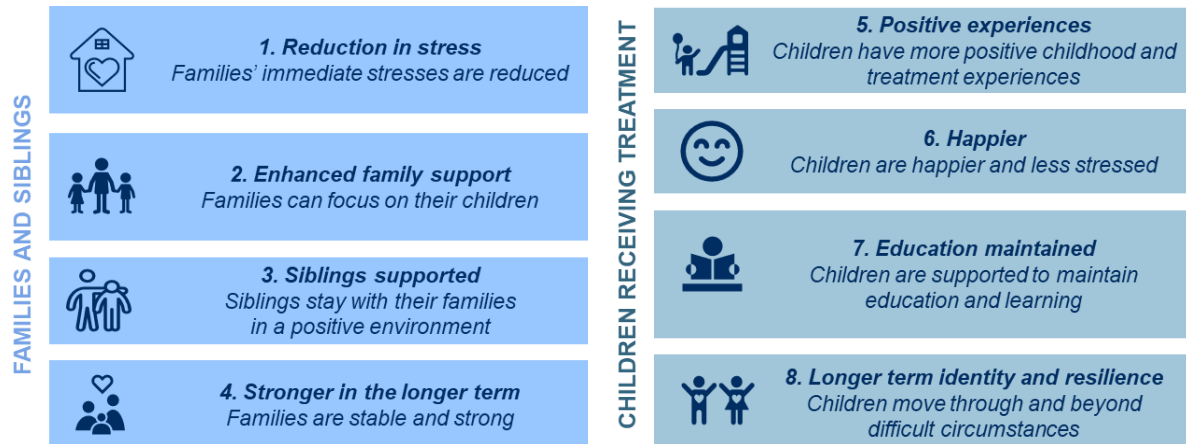 FAMILIES AND SIBLINGS
1. Reduction in stress
Families’ immediate stresses are reduced
2. Enhanced family support
Families can focus on their children
3. Siblings supported
Siblings stay with their families
in a positive environment
4. Stronger in the longer term
Families are stable and strong
CHILDREN RECEIVING TREATMENT
5. Positive experiences
Children have more positive childhood and
treatment experiences
6. Happier
Children are happier and less stressed
7. Education maintained
Children are supported to maintain
education and learning
8. Longer term identity and resilience
Children move through and beyond
difficult circumstances